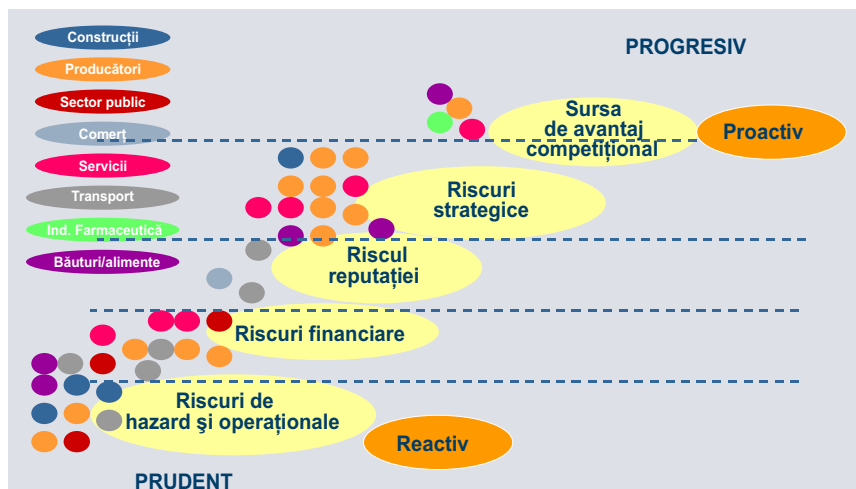 Construcții
Producători
Sector public
Comerț
Servicii
Transport
Ind. Farmaceutică
Băuturi/alimente
PROGRESIV
Sursa
de avantaj
competițional
Proactiv
Riscuri
strategice
Riscul
reputației
Riscuri financiare
Riscuri de
hazard şi operaționale
Reactiv
PRUDENT